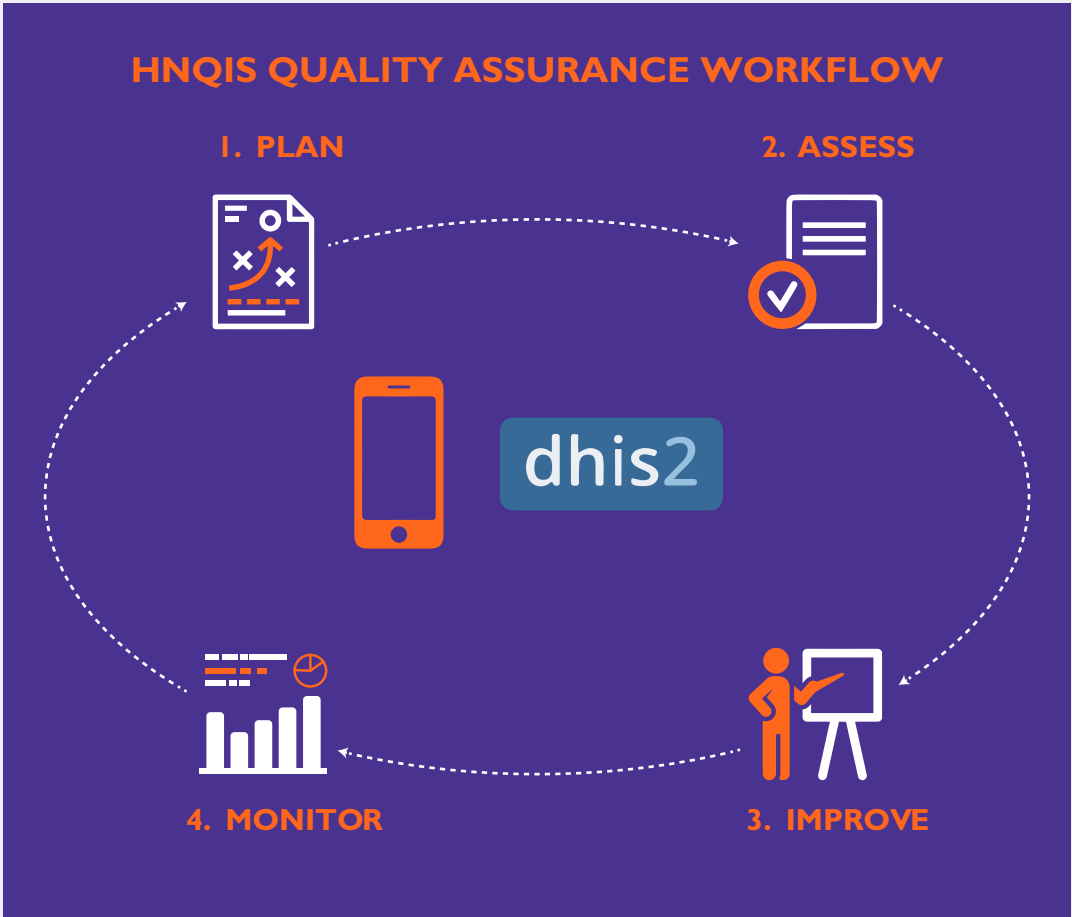 HNQIS QUALITY ASSURANCE WORKFLOW
1. PLAN
2. ASSESS
dhis2
4. MONITOR
3. IMPROVE